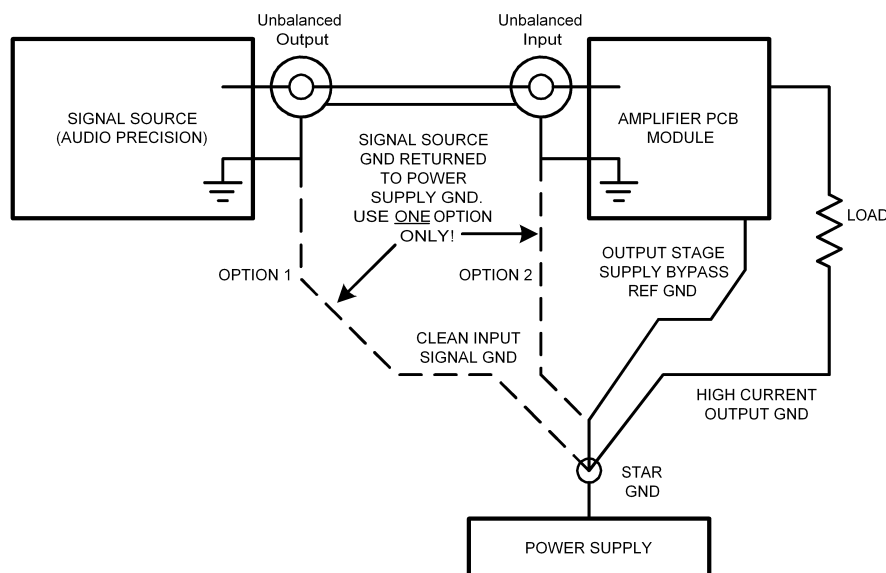 Unbalanced
Output
Unbalanced
Input
SIGNAL SOURCE
(AUDIO PRECISION)
SIGNAL SOURCE
GND RETURNED
TO POWER
SUPPLY GND.
USE ONE OPTION
ONLY!
AMPLIFIER PCB
MODULE
LOAD
OPTION 1
OPTION 2
OUTPUT STAGE
SUPPLY BYPASS
REF GND
CLEAN INPUT
SIGNAL GND
HIGH CURRENT
OUTPUT GND
STAR
GND
POWER SUPPLY